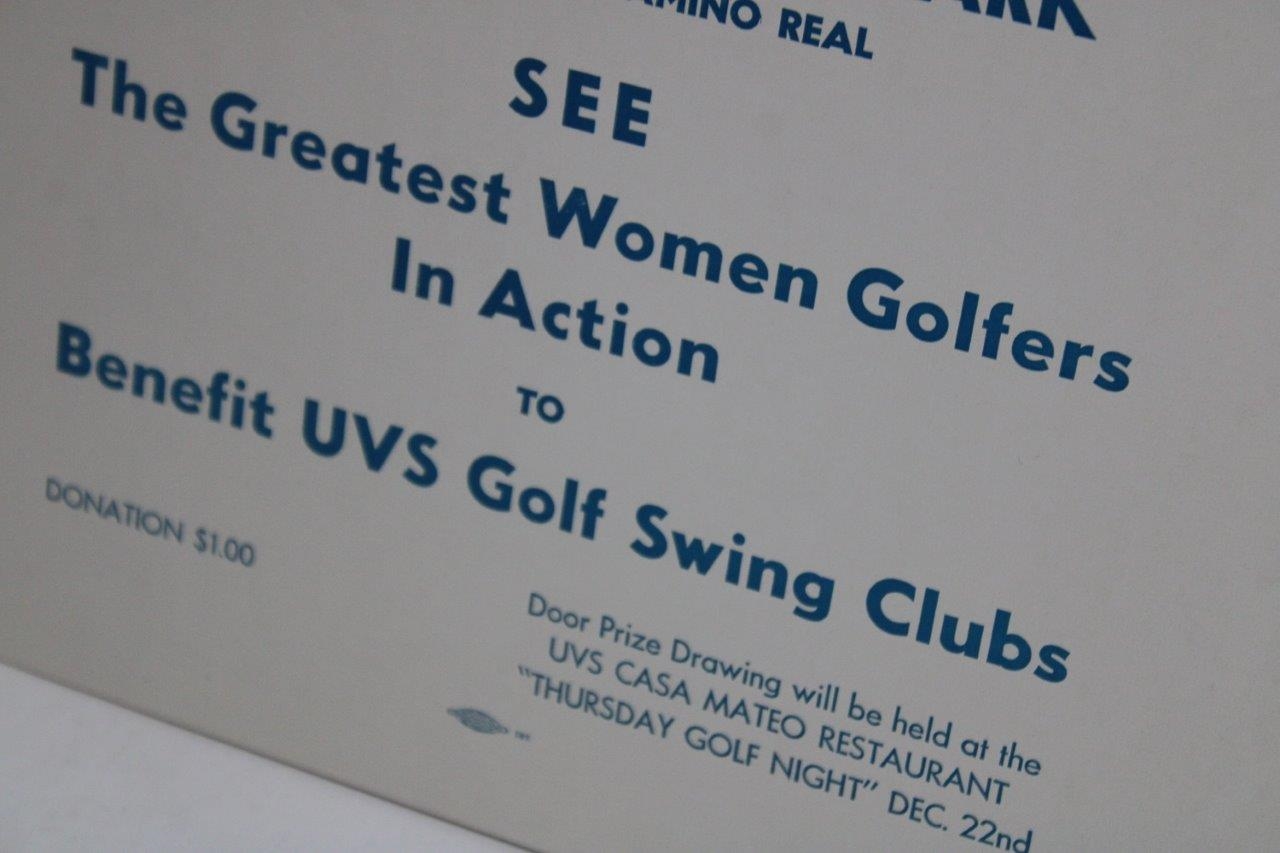 AMINO REAL
SEE
The Greatest Women Golfers
In Action
TO
Benefit UVS Golf Swing Clubs
DONATION $1.00
Door Prize Drawing will be held at the
UVS CASA MATEO RESTAURANT
"THURSDAY GOLF NIGHT" DEC. 22nd